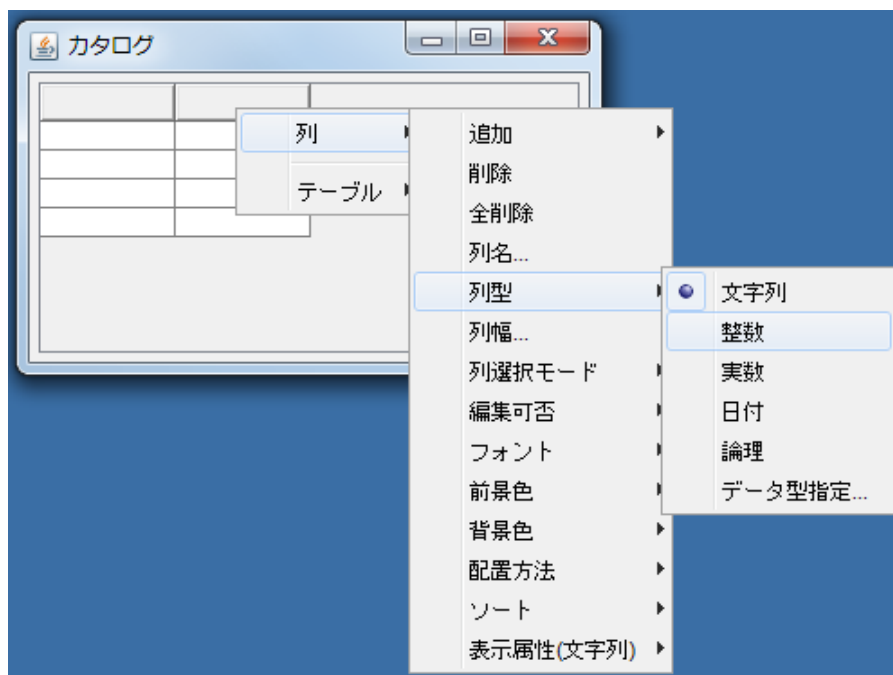 カタログ
列
テーブル
追加
削除
全削除
列名...
列型
列幅...
列選択モード
編集可否
フォント
前景色
背景色
配置方法
ソート
表示属性(文字列)
文字列
整数
実数
日付
論理
データ型指定...